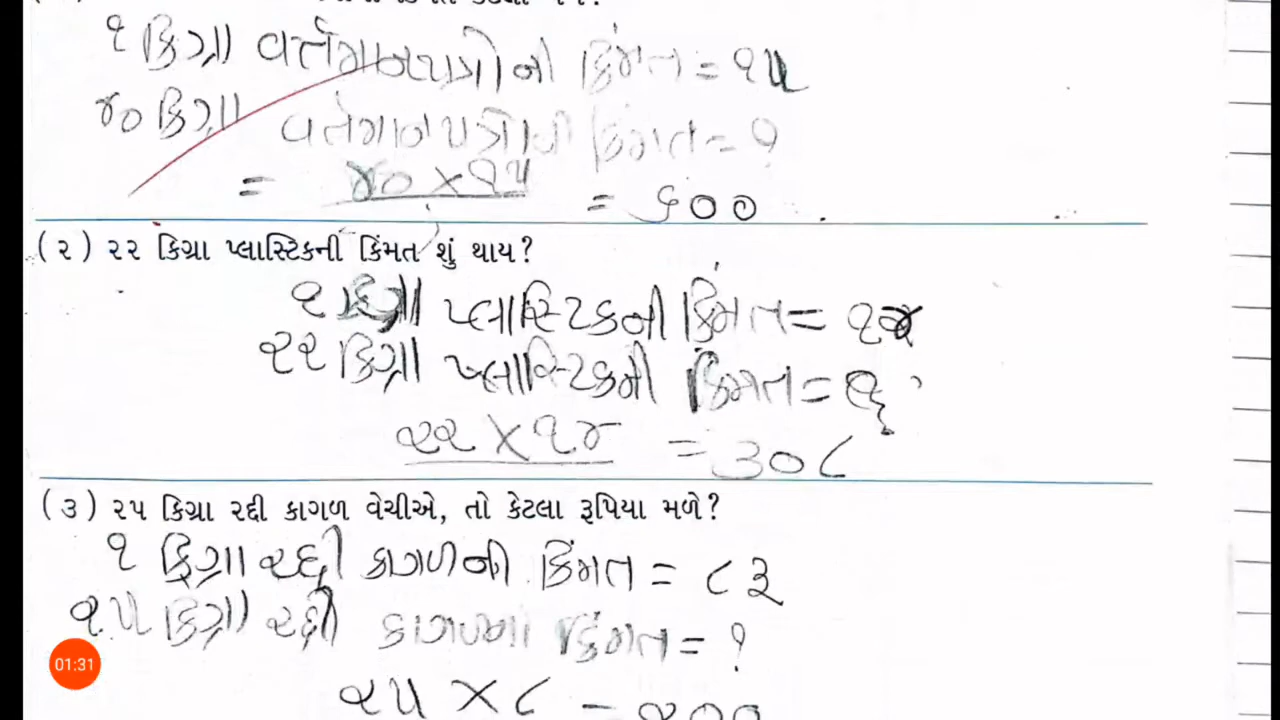 ૧ કિગ્રા વર્તમાનપત્રોની કિંમત = ૧૫
૪૦ કિગ્રા વર્તમાનપત્રોની કિંમત = ?
= ૪૦ × ૧૫ = ૬૦૦
(૨) ૨૨ કિગ્રા પ્લાસ્ટિકની કિંમત શું થાય?
૧ કિગ્રા પ્લાસ્ટિકની કિંમત = ૧૪
૨૨ કિગ્રા પ્લાસ્ટિકની કિંમત = ?
૨૨ × ૧૪ = ૩૦૮
(૩) ૨૫ કિગ્રા રદ્દી કાગળ વેચીએ, તો કેટલા રૂપિયા મળે?
૧ કિગ્રા રદ્દી કાગળની કિંમત = ૮ રૂ
૨૫ કિગ્રા રદ્દી કાગળની કિંમત = ?
01:31
૨૫ × ૮ = ૨૦૦